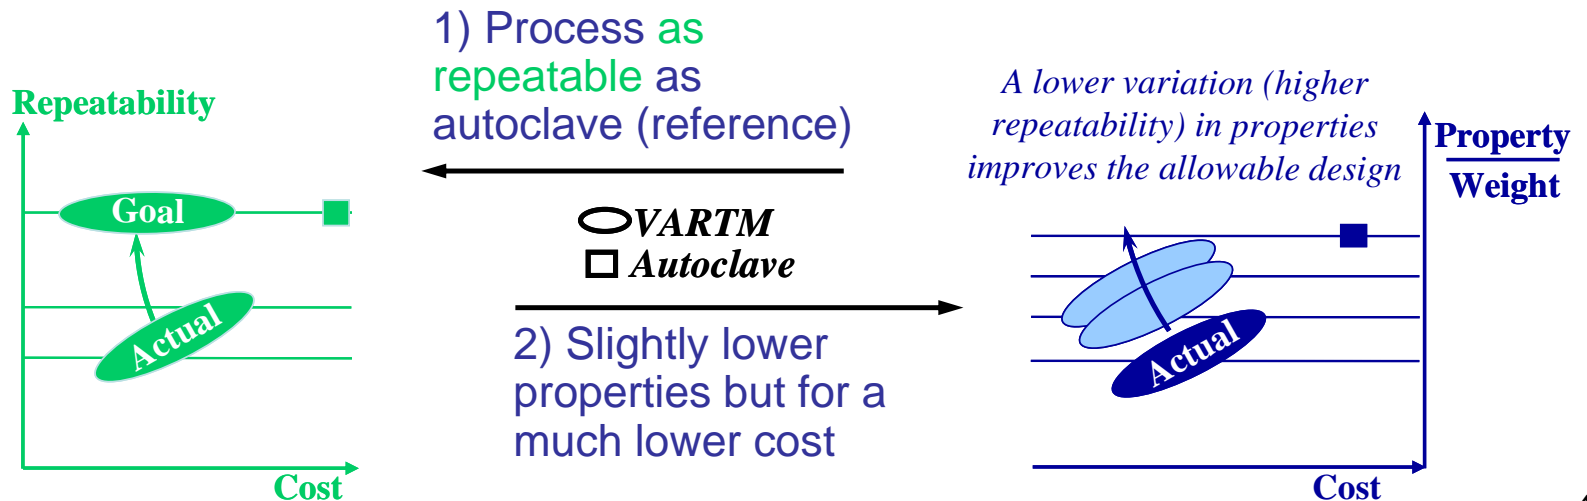 1) Process as
repeatable as
autoclave (reference)
Repeatability
Goal
Actual
Cost
VARTM
Autoclave
2) Slightly lower
properties but for a
much lower cost
A lower variation (higher
repeatability) in properties
improves the allowable design
Property
Weight
Actual
Cost